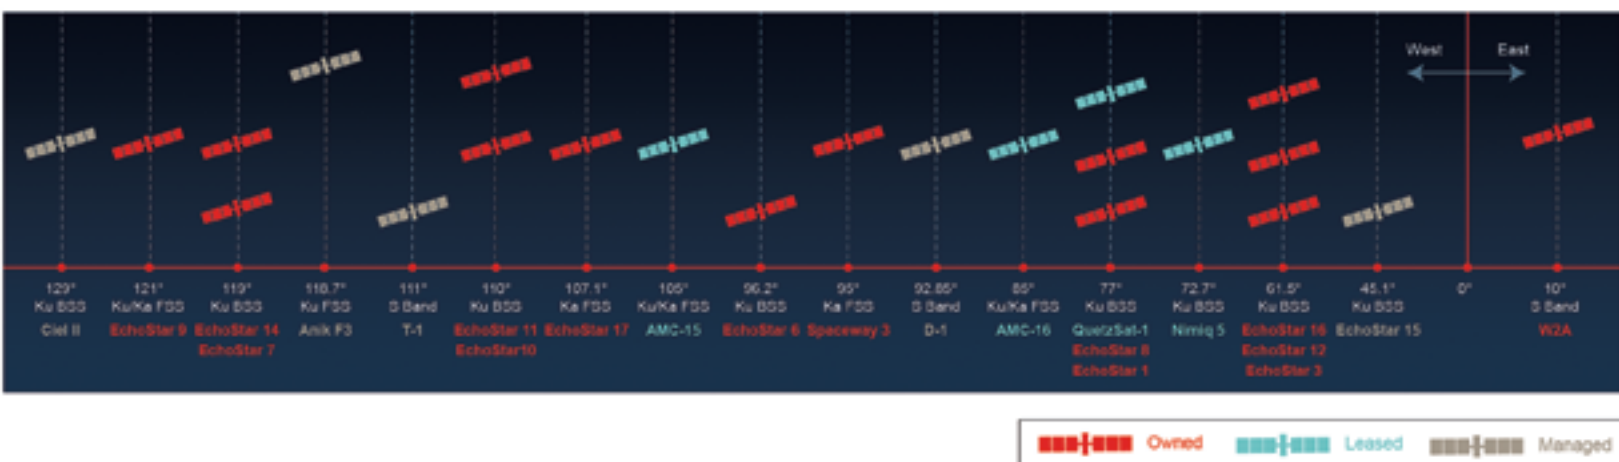 West East
129° 121° 119° 118.7° 111° 110° 107.1° 105° 96.2° 95° 92.85° 85° 77° 72.7° 61.5° 45.1° 0° 10°
Ku BSS Ku/Ka FSS Ku BSS Ku FSS S Band Ku BSS Ka FSS Ku/Ka FSS Ku BSS Ka FSS S Band Ku/Ka FSS Ku BSS Ku BSS Ku BSS Ku BSS S Band
Ciel II EchoStar 9 EchoStar 14 Anik F3 T-1 EchoStar 11 EchoStar 17 AMC-15 EchoStar 6 Spaceway 3 D-1 AMC-16 QuetzSat-1 Nimiq 5 EchoStar 16 EchoStar 15 W2A
EchoStar 7 EchoStar10 EchoStar 8 EchoStar 12
EchoStar 1 EchoStar 3
Owned Leased Managed